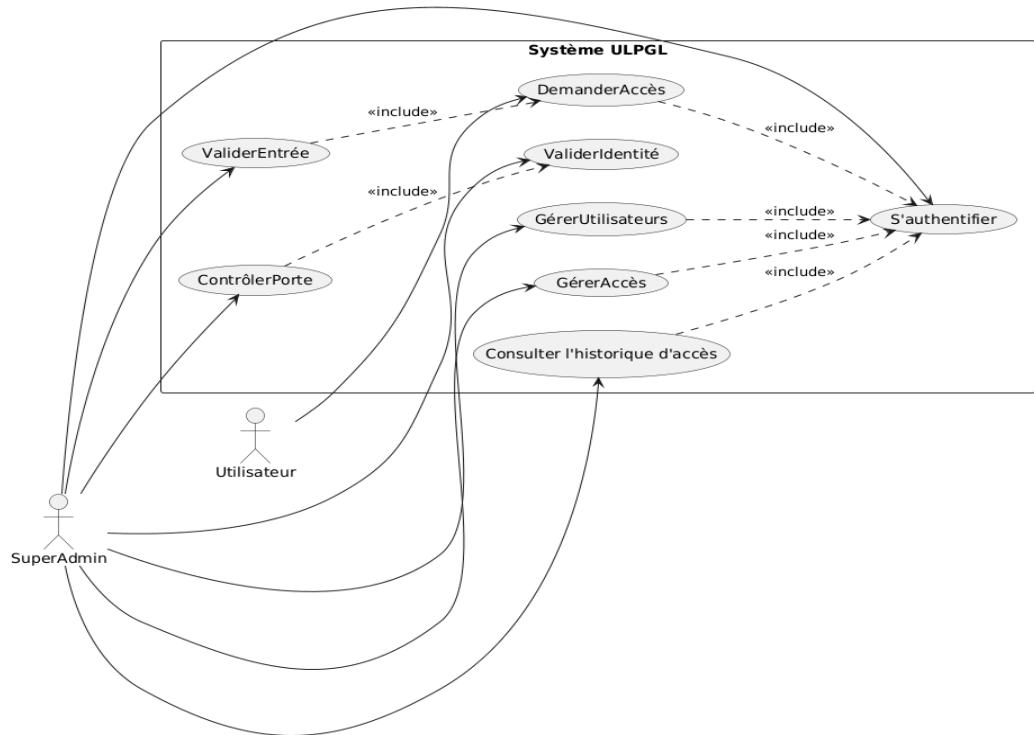 Système ULPGL
DemanderAccès
«include»
«include»
ValiderEntrée
ValiderIdentité
«include»
GérerUtilisateurs
«include»
S'authentifier
«include»
ContrôlerPorte
GérerAccès
«include»
Consulter l'historique d'accès
Utilisateur
SuperAdmin